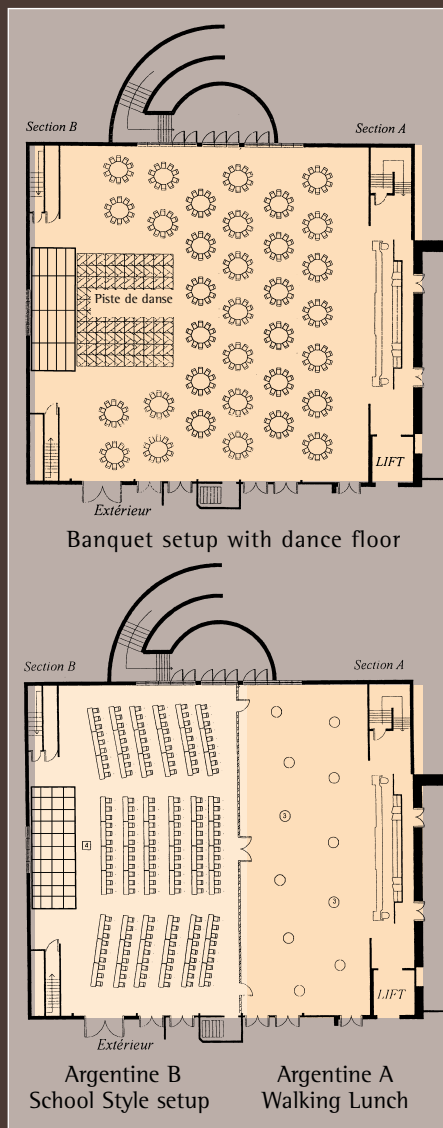 Section B
Section A
Piste de danse
LIFT
Extérieur
Banquet setup with dance floor
Section B
Section A
4
3
3
LIFT
Extérieur
Argentine B
School Style setup
Argentine A
Walking Lunch